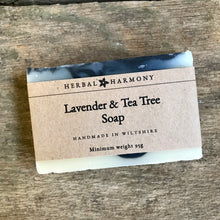 HERBAL HARMONY
Lavender & Tea Tree
Soap
HANDMADE IN WILTSHIRE
Minimum weight 95g